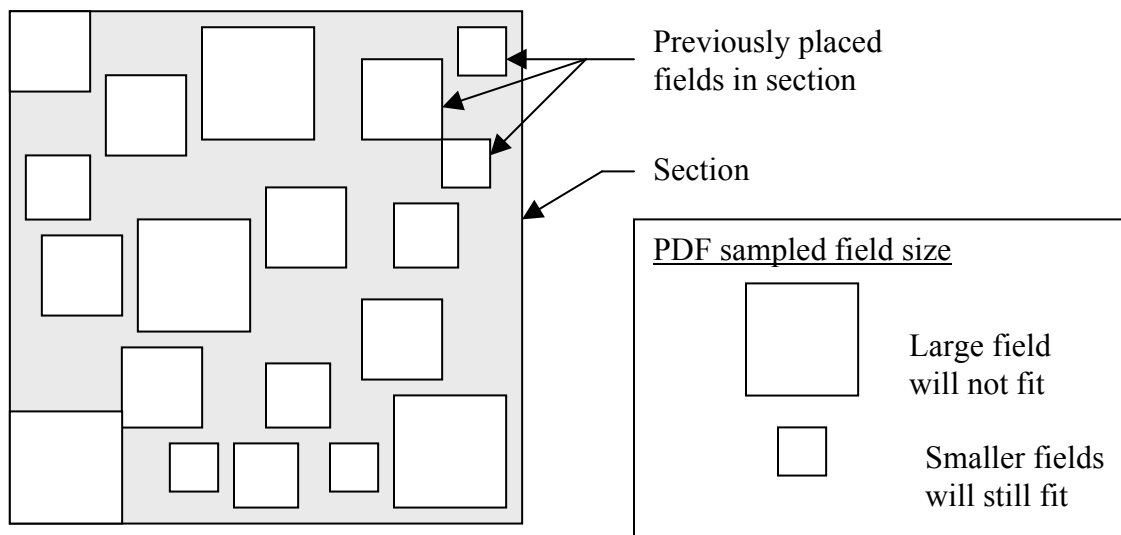 Previously placed
fields in section
Section
PDF sampled field size
Large field
will not fit
Smaller fields
will still fit